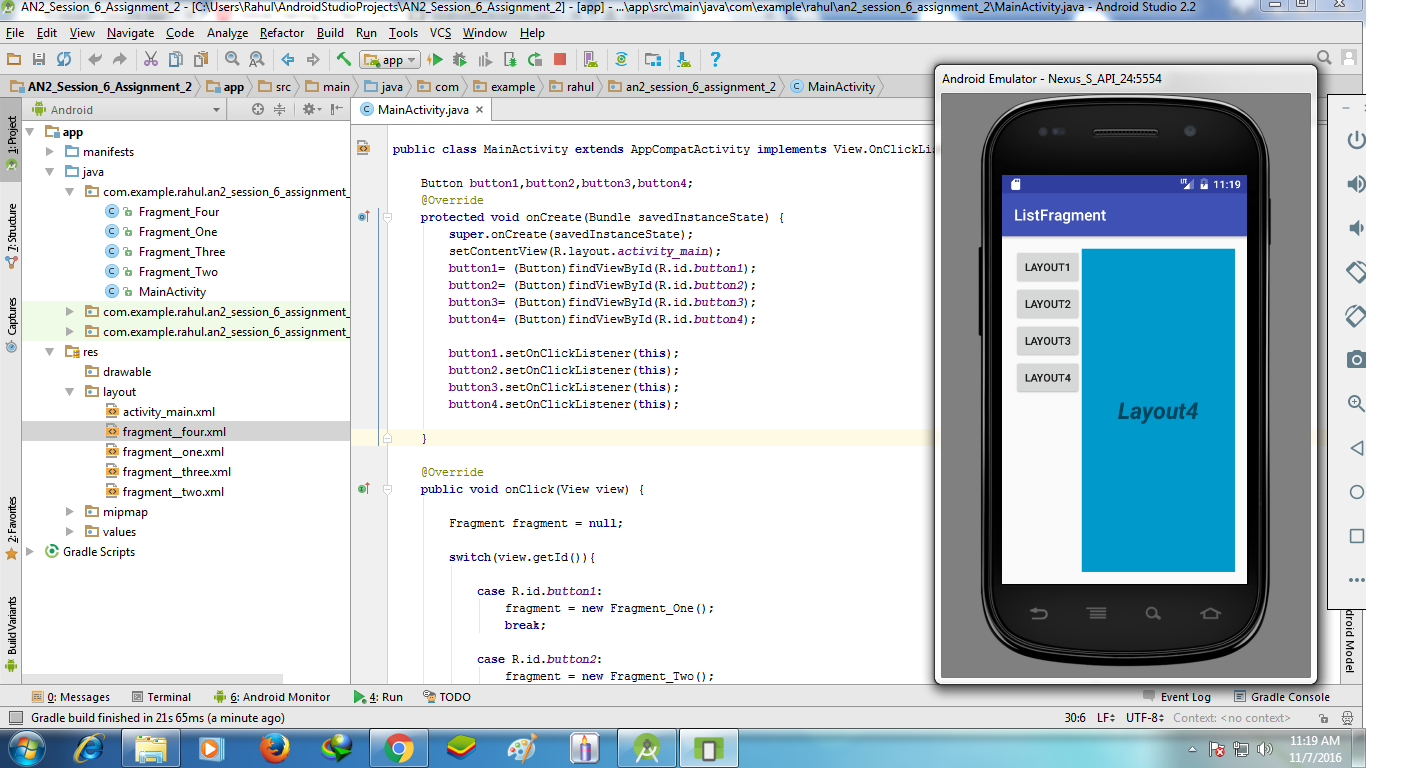 AN2_Session_6_Assignment_2 - [C:\Users\Rahul\AndroidStudioProjects\AN2_Session_6_Assignment_2] - [app] - ...\app\src\main\java\com\example\rahul\an2_session_6_assignment_2\MainActivity.java - Android Studio 2.2
File Edit View Navigate Code Analyze Refactor Build Run Tools VCS Window Help
app
AN2_Session_6_Assignment_2 app src main java com example rahul an2_session_6_assignment_2 MainActivity
Android
MainActivity.java
1: Project
7: Structure
Captures
2: Favorites
Build Variants
app
manifests
java
com.example.rahul.an2_session_6_assignment_
Fragment_Four
Fragment_One
Fragment_Three
Fragment_Two
MainActivity
com.example.rahul.an2_session_6_assignment_
com.example.rahul.an2_session_6_assignment_
res
drawable
layout
activity_main.xml
fragment__four.xml
fragment__one.xml
fragment__three.xml
fragment__two.xml
mipmap
values
Gradle Scripts
public class MainActivity extends AppCompatActivity implements View.OnClickLis
Button button1,button2,button3,button4;
@Override
protected void onCreate(Bundle savedInstanceState) {
super.onCreate(savedInstanceState);
setContentView(R.layout.activity_main);
button1= (Button)findViewById(R.id.button1);
button2= (Button)findViewById(R.id.button2);
button3= (Button)findViewById(R.id.button3);
button4= (Button)findViewById(R.id.button4);
button1.setOnClickListener(this);
button2.setOnClickListener(this);
button3.setOnClickListener(this);
button4.setOnClickListener(this);
}
@Override
public void onClick(View view) {
Fragment fragment = null;
switch(view.getId()){
case R.id.button1:
fragment = new Fragment_One();
break;
case R.id.button2:
fragment = new Fragment_Two();
Android Emulator - Nexus_S_API_24:5554
LTE 11:19
ListFragment
LAYOUT1
LAYOUT2
LAYOUT3
LAYOUT4
Layout4
ndroid Model
0: Messages Terminal 6: Android Monitor 4: Run TODO Event Log Gradle Console
Gradle build finished in 21s 65ms (a minute ago) 30:6 LF UTF-8 Context: <no context>
11:19 AM
11/7/2016